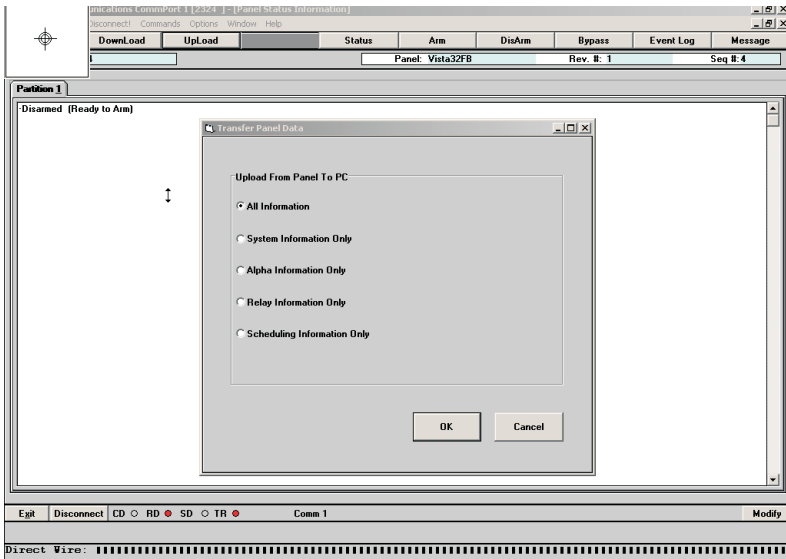 unications CommPort 1 [2324 ] - [Panel Status Information]
Disconnect! Commands Options Window Help
DownLoad UpLoad Status Arm DisArm Bypass Event Log Message
Panel: Vista32FB Rev. #: 1 Seq #: 4
Partition 1
-Disarmed (Ready to Arm)
Transfer Panel Data
Upload From Panel To PC
All Information
System Information Only
Alpha Information Only
Relay Information Only
Scheduling Information Only
OK Cancel
Exit Disconnect CD RD SD TR Comm 1 Modify
Direct Wire: